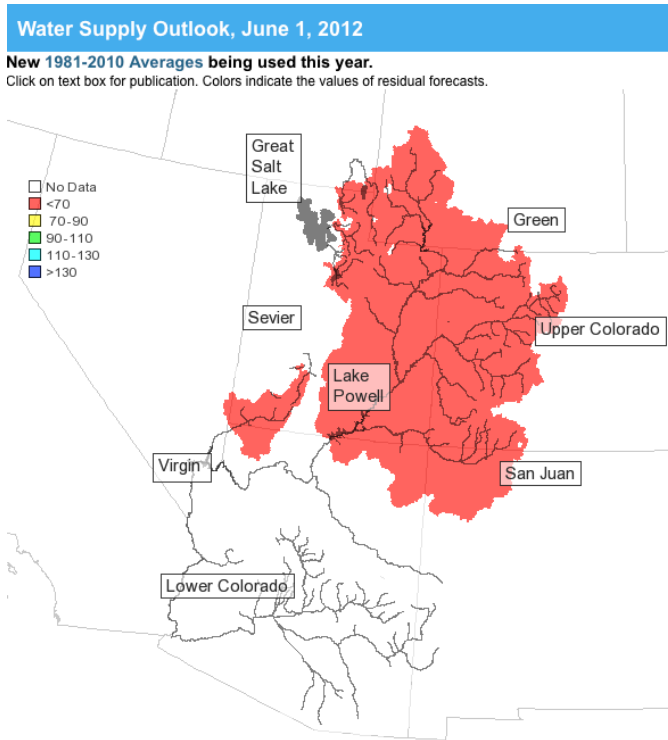 Water Supply Outlook, June 1, 2012
New 1981-2010 Averages being used this year.
Click on text box for publication. Colors indicate the values of residual forecasts.
Great
Salt
Lake
No Data
<70
70-90
90-110
110-130
>130
Green
Sevier
Upper Colorado
Lake
Powell
Virgin
San Juan
Lower Colorado